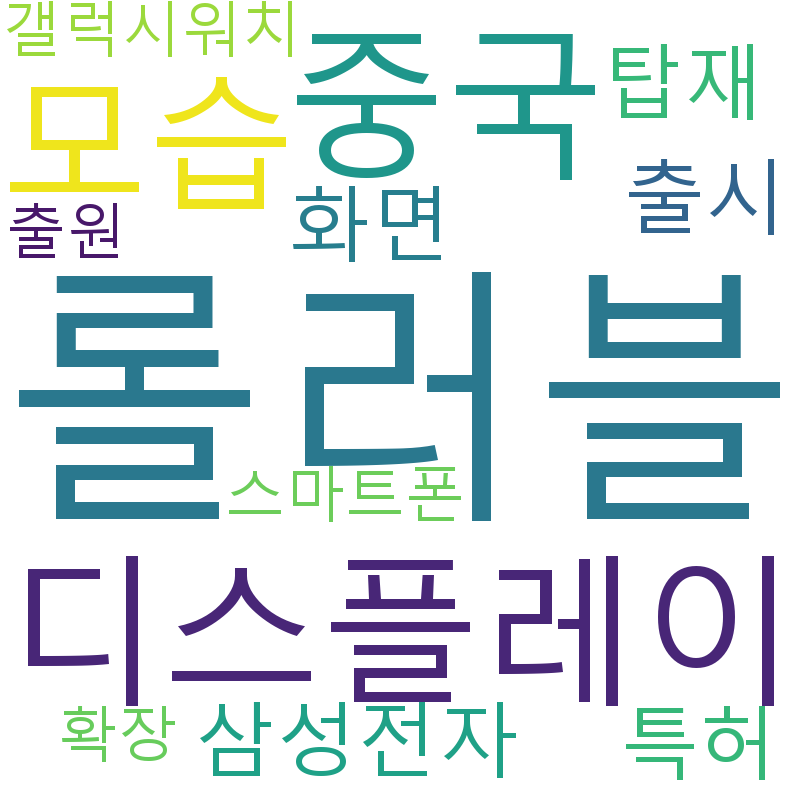 갤럭시워치
모습 중국 탑재
출원 화면 출시
롤러블
스마트폰
디스플레이
확장 삼성전자 특허